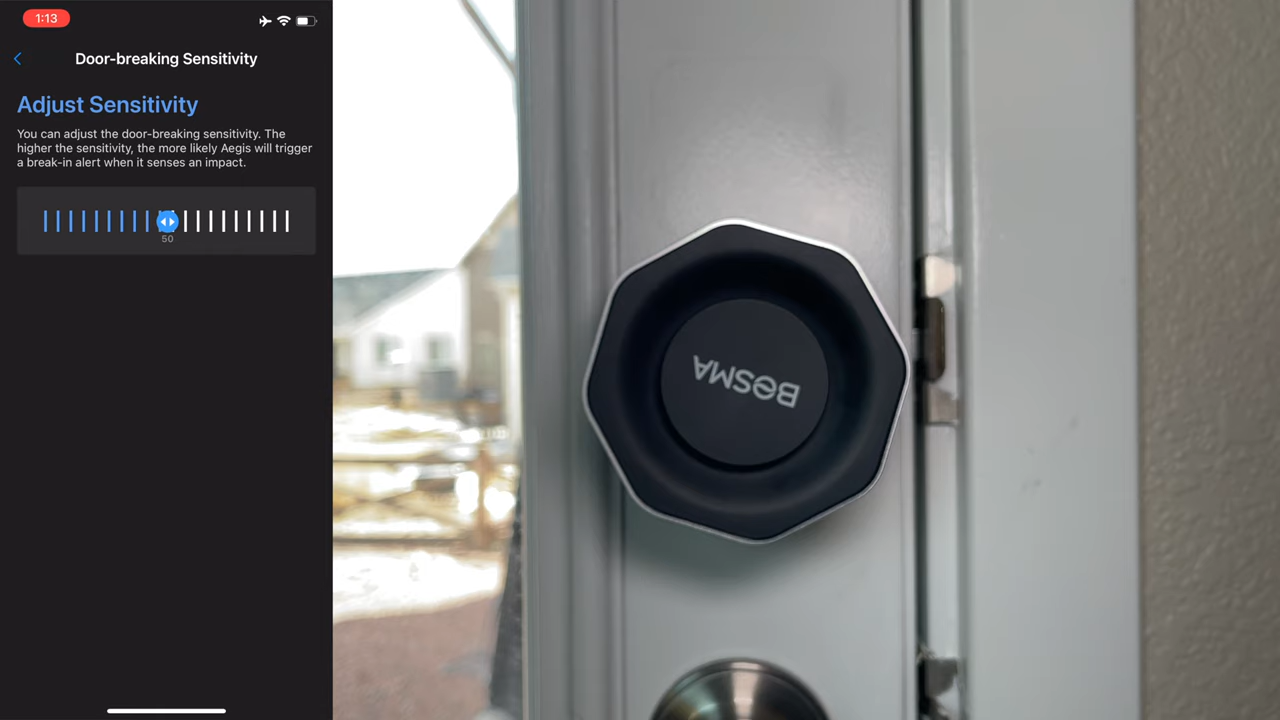 1:13
Door-breaking Sensitivity
Adjust Sensitivity
You can adjust the door-breaking sensitivity. The
higher the sensitivity, the more likely Aegis will trigger
a break-in alert when it senses an impact.
50
BOSMA